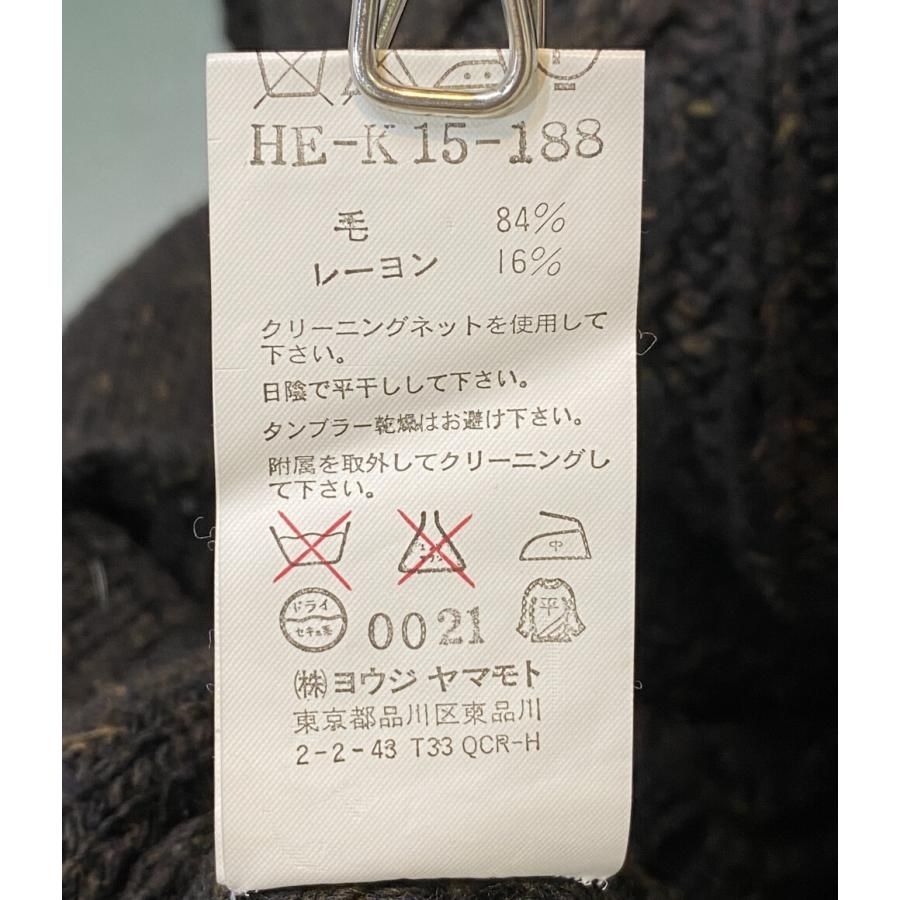 HE-K15-188
毛 84%
レーヨン 16%
クリーニングネットを使用して
下さい。
日陰で平干しして下さい。
タンブラー乾燥はお避け下さい。
附属を取外してクリーニングし
て下さい。
中
ドライ
セキユ系
0021
平
㈱ヨウジ ヤマモト
東京都品川区東品川
2-2-43 T33 QCR-H